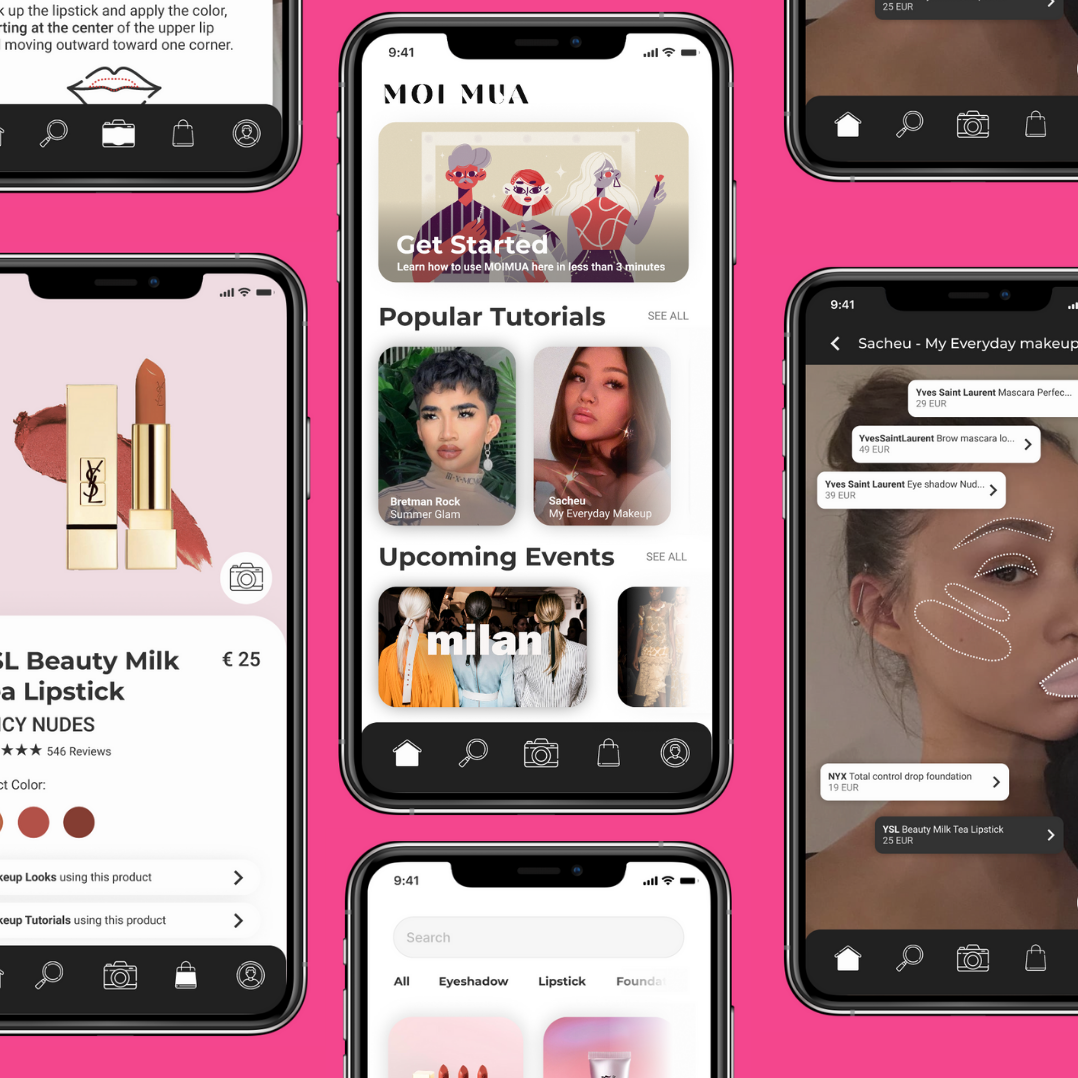 k up the lipstick and apply the color,
rting at the center of the upper lip
moving outward toward one corner.
25 EUR
9:41
MOI MUA
Get Started
Learn how to use MOIMUA here in less than 3 minutes
Popular Tutorials
SEE ALL
Bretman Rock
Summer Glam
Sacheu
My Everyday Makeup
Upcoming Events
SEE ALL
milan
YSL
SL Beauty Milk
€ 25
a Lipstick
ICY NUDES
546 Reviews
ct Color:
keup Looks using this product
keup Tutorials using this product
9:41
Sacheu - My Everyday makeup
Yves Saint Laurent Mascara Perfec...
29 EUR
YvesSaintLaurent Brow mascara lo...
49 EUR
Yves Saint Laurent Eye shadow Nud...
39 EUR
NYX Total control drop foundation
19 EUR
YSL Beauty Milk Tea Lipstick
25 EUR
9:41
Search
All Eyeshadow Lipstick Founda